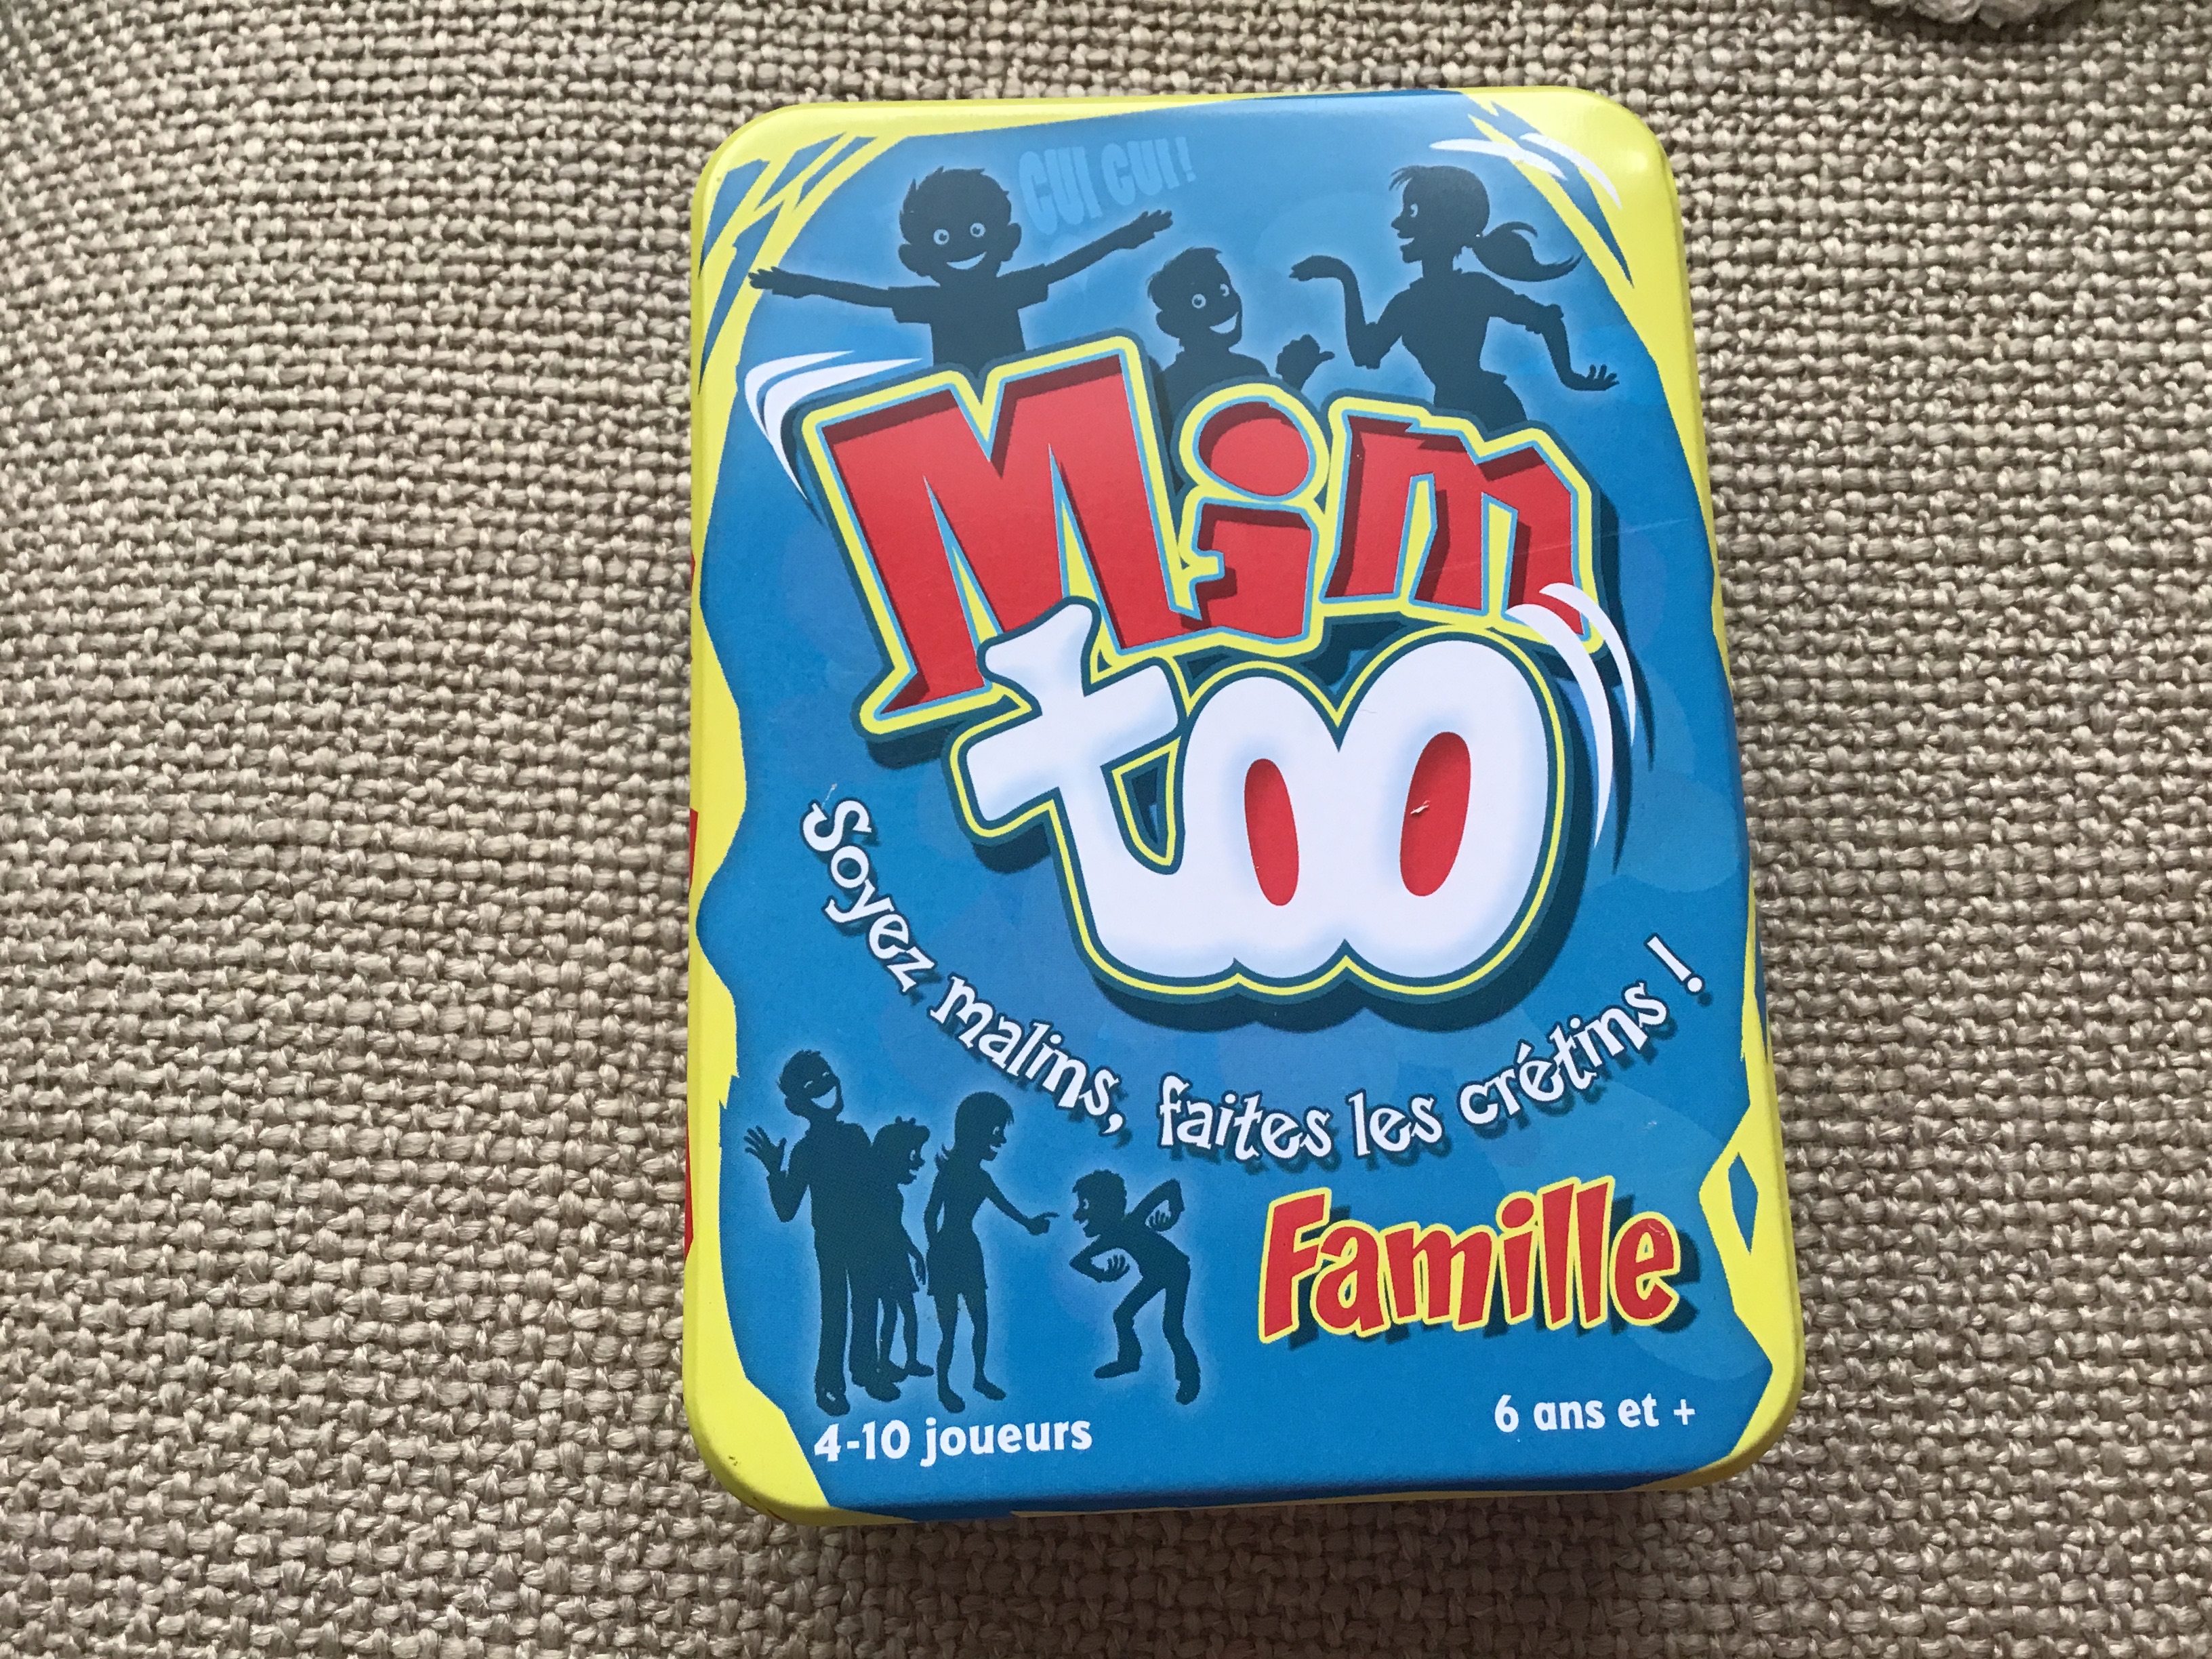 CUI CUI !
Mim
too
Soyez malins, faites les crétins !
Famille
4-10 joueurs
6 ans et +